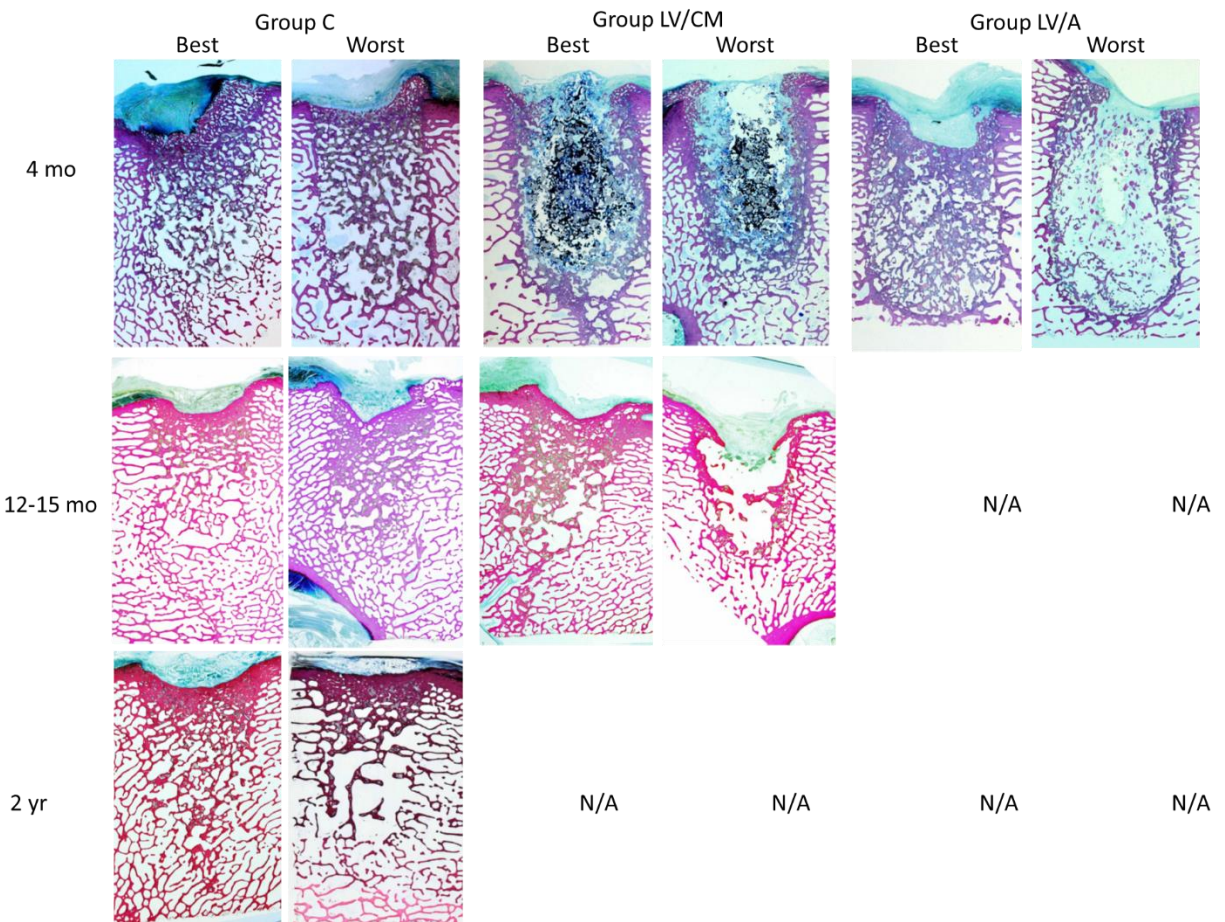 Group C Group LV/CM Group LV/A
Best Worst Best Worst Best Worst
4 mo
12-15 mo N/A N/A
2 yr N/A N/A N/A N/A